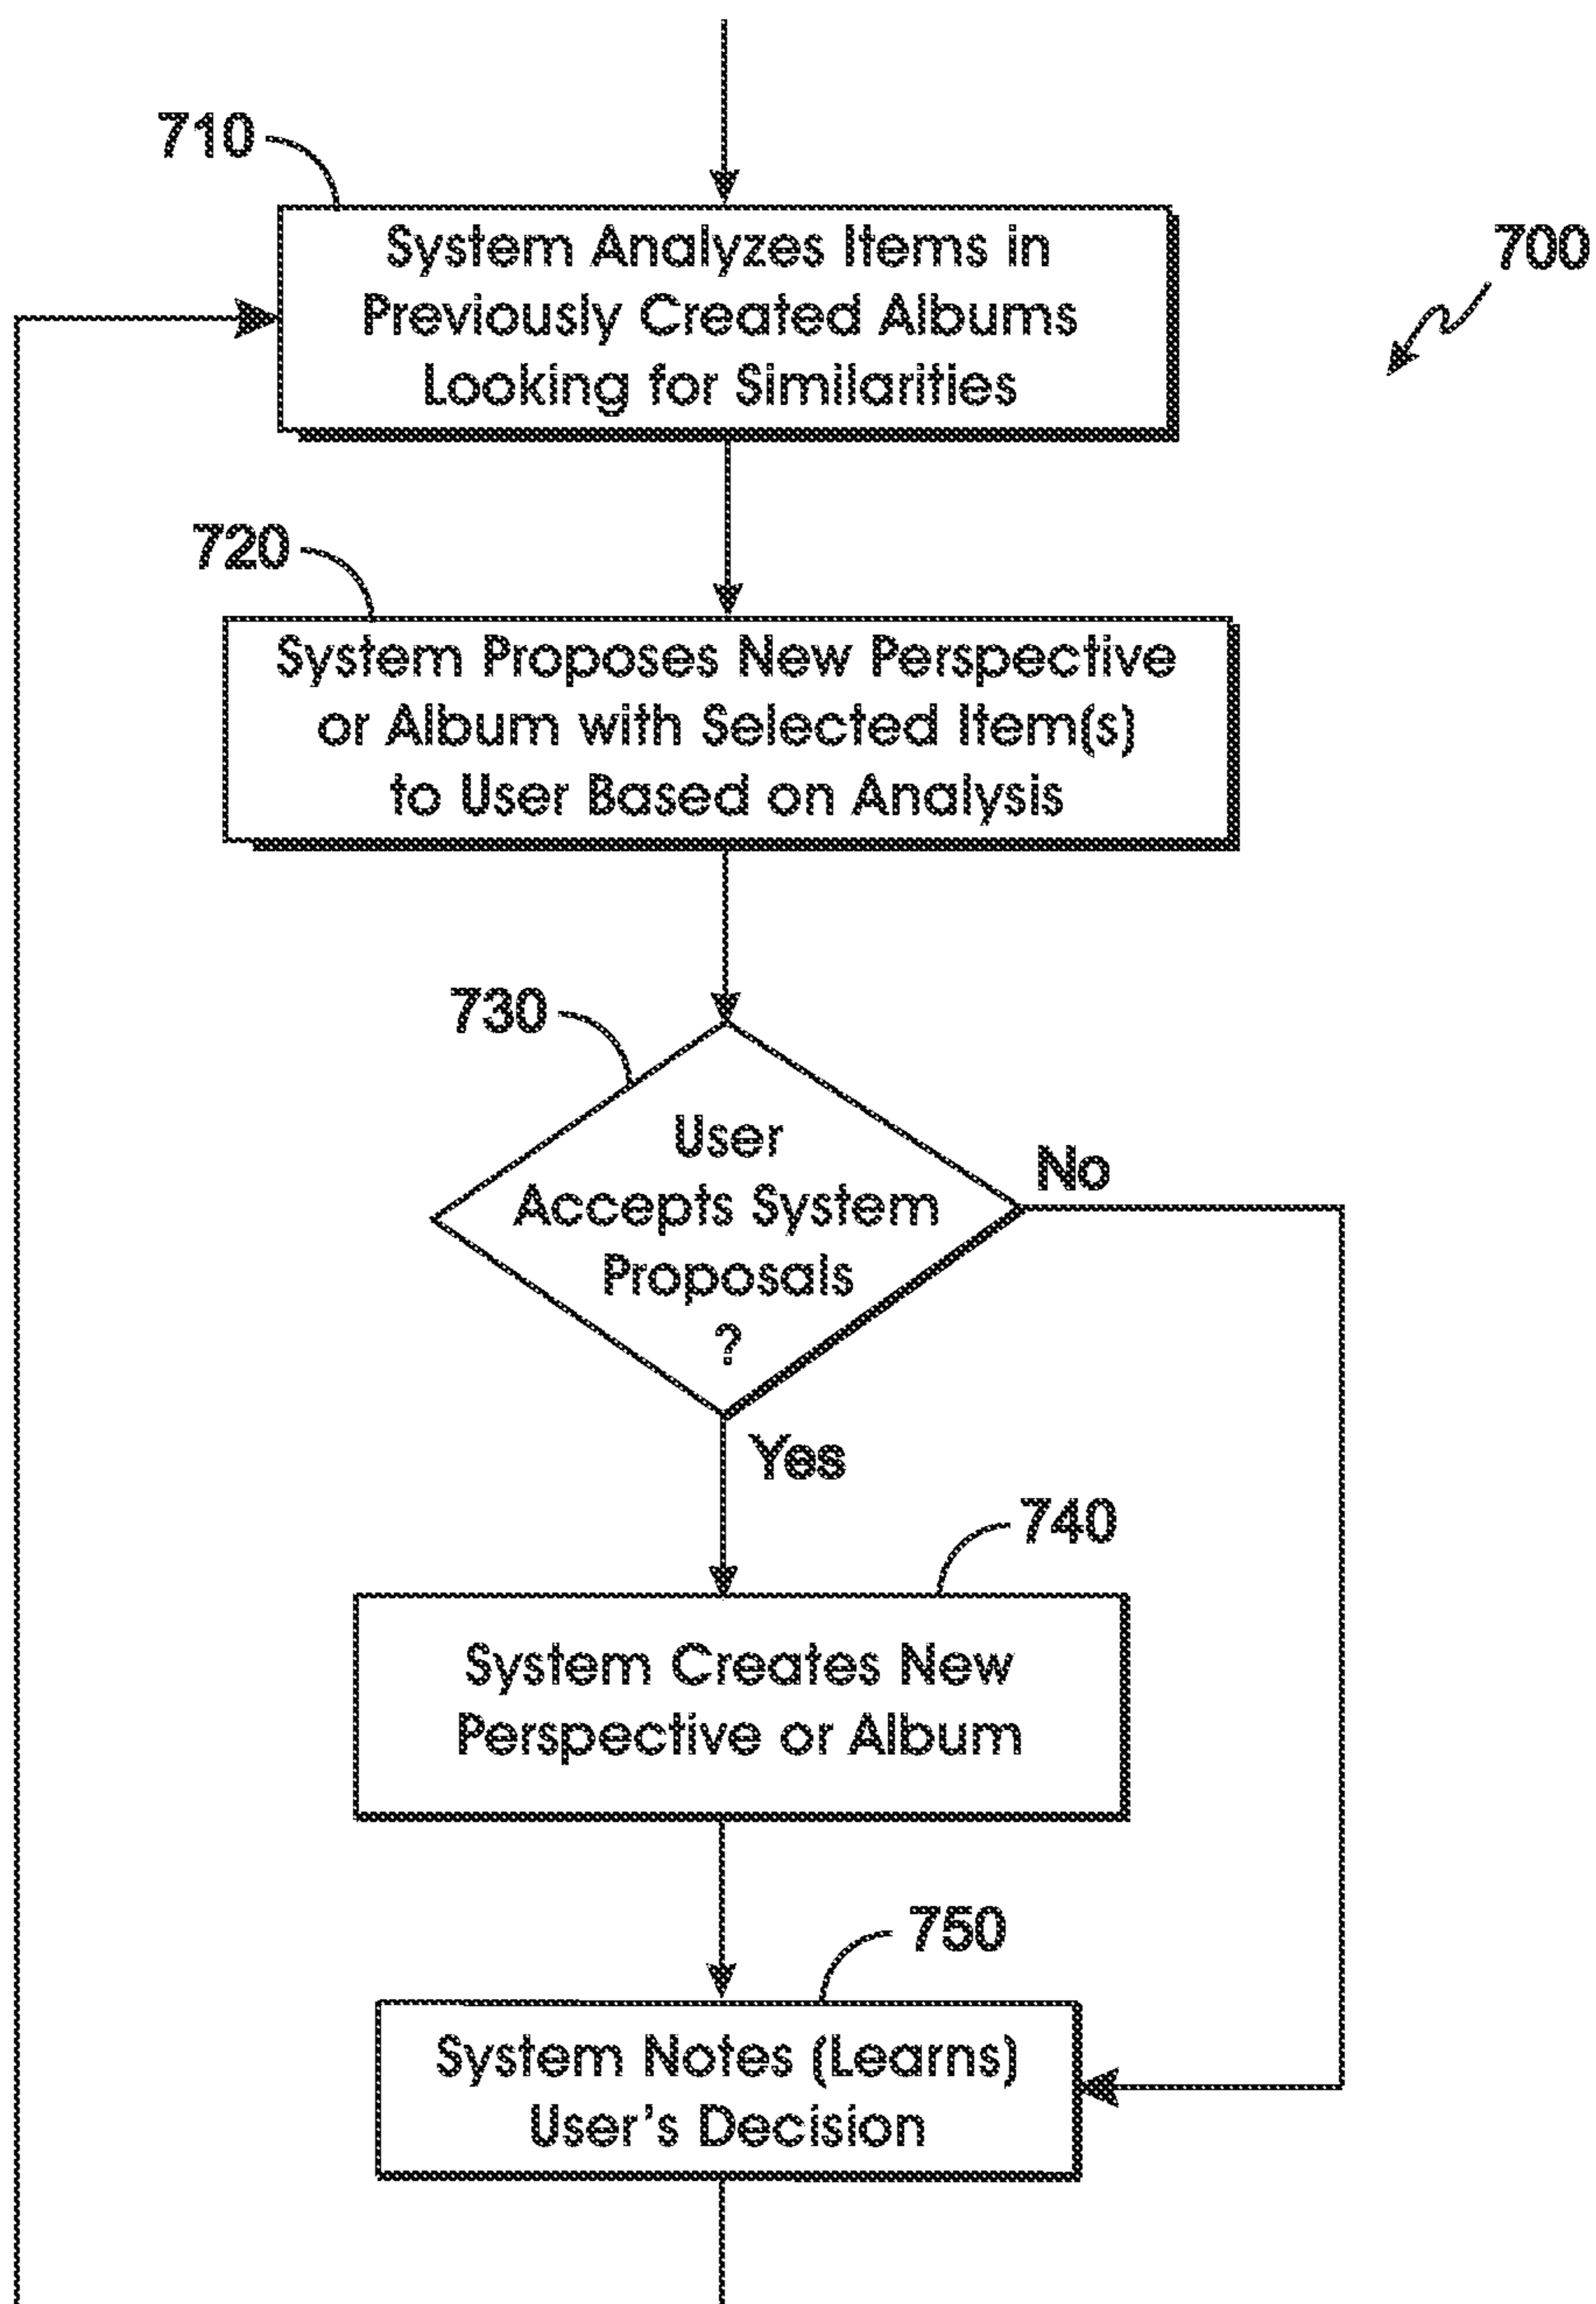 710
700
System Analyzes Items in
Previously Created Albums
Looking for Similarities
720
System Proposes New Perspective
or Album with Selected Item(s)
to User Based on Analysis
730
User
Accepts System
Proposals
?
No
Yes
740
System Creates New
Perspective or Album
750
System Notes (Learns)
User's Decision